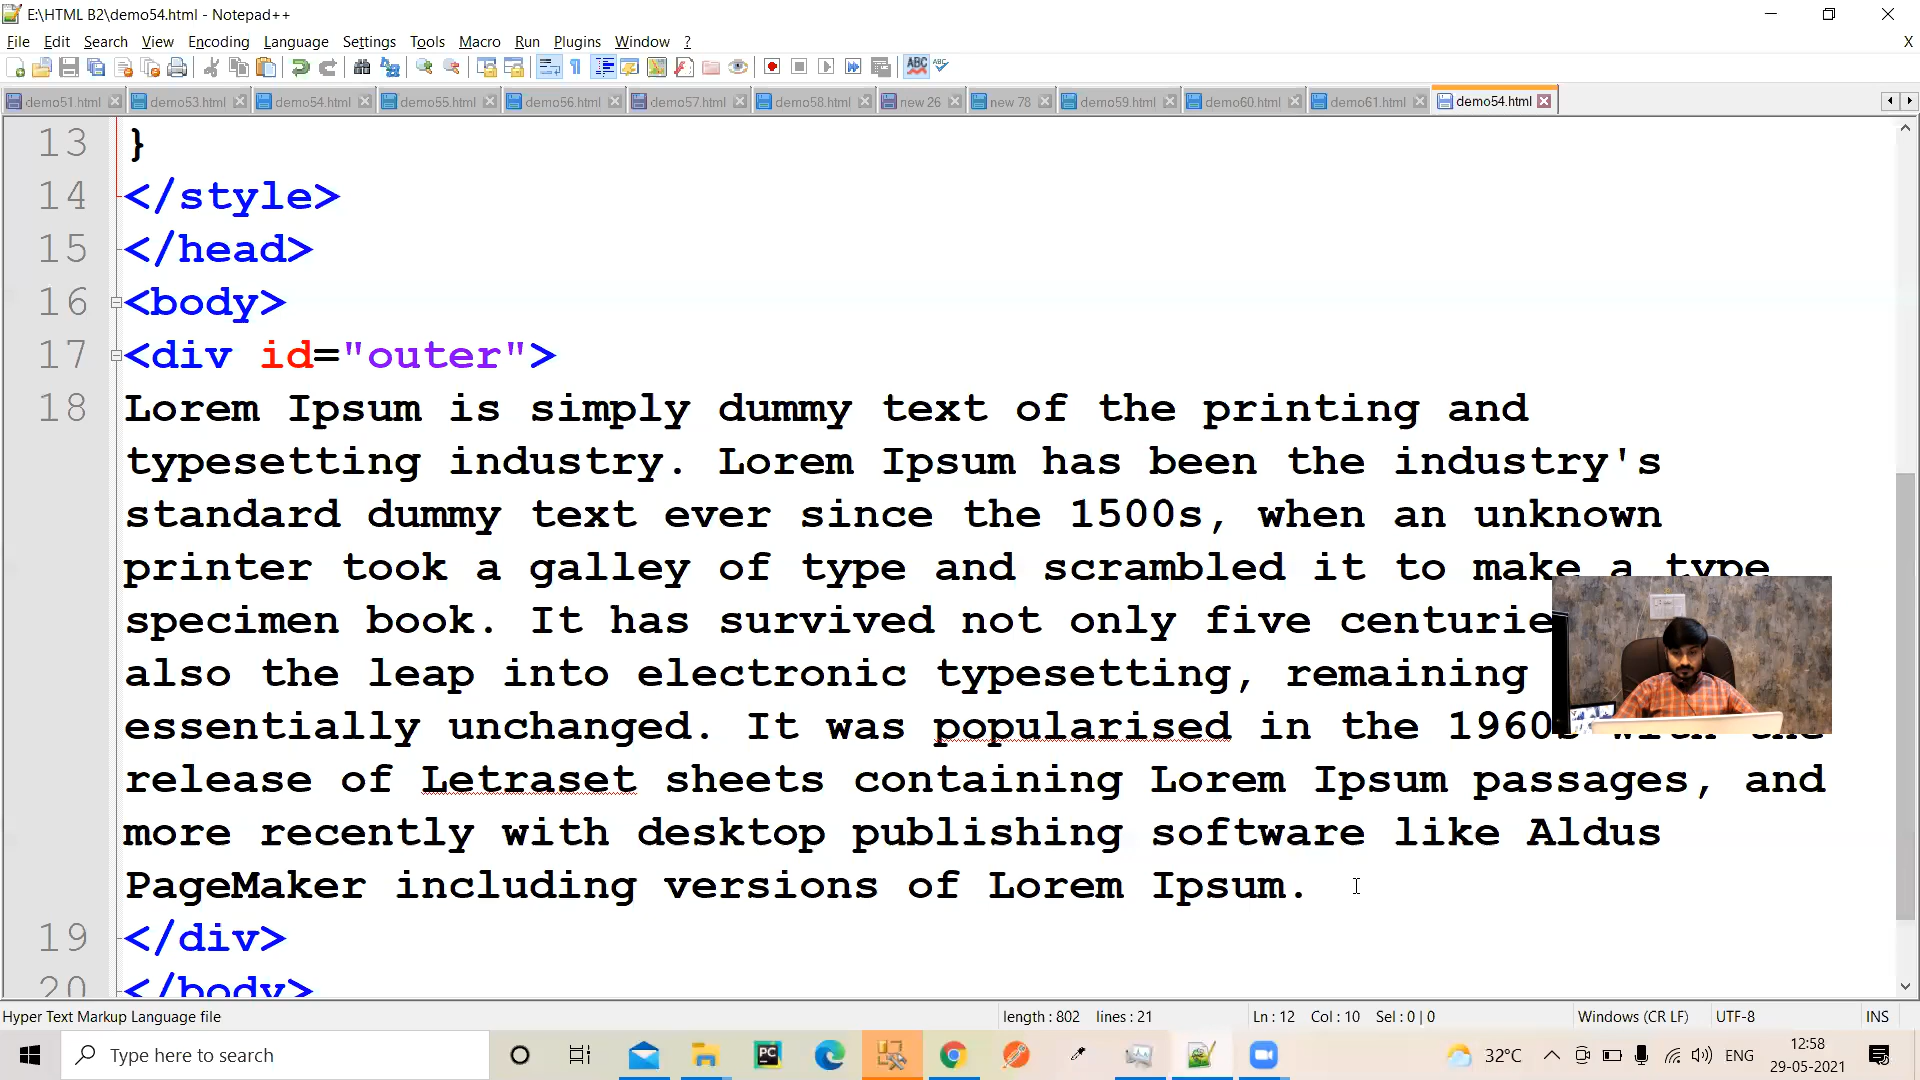 E:\HTML B2\demo54.html - Notepad++
File Edit Search View Encoding Language Settings Tools Macro Run Plugins Window ? X
demo51.html demo53.html demo54.html demo55.html demo56.html demo57.html demo58.html new 26 new 78 demo59.html demo60.html demo61.html demo54.html
13 }
14 </style>
15 </head>
16 <body>
17 <div id="outer">
18 Lorem Ipsum is simply dummy text of the printing and
typesetting industry. Lorem Ipsum has been the industry's
standard dummy text ever since the 1500s, when an unknown
printer took a galley of type and scrambled it to make a type
specimen book. It has survived not only five centurie
also the leap into electronic typesetting, remaining
essentially unchanged. It was popularised in the 1960s with the
release of Letraset sheets containing Lorem Ipsum passages, and
more recently with desktop publishing software like Aldus
PageMaker including versions of Lorem Ipsum.
19 </div>
20 </body>
Hyper Text Markup Language file length : 802 lines : 21 Ln : 12 Col : 10 Sel : 0 | 0 Windows (CR LF) UTF-8 INS
Type here to search 32°C ENG 12:58
29-05-2021